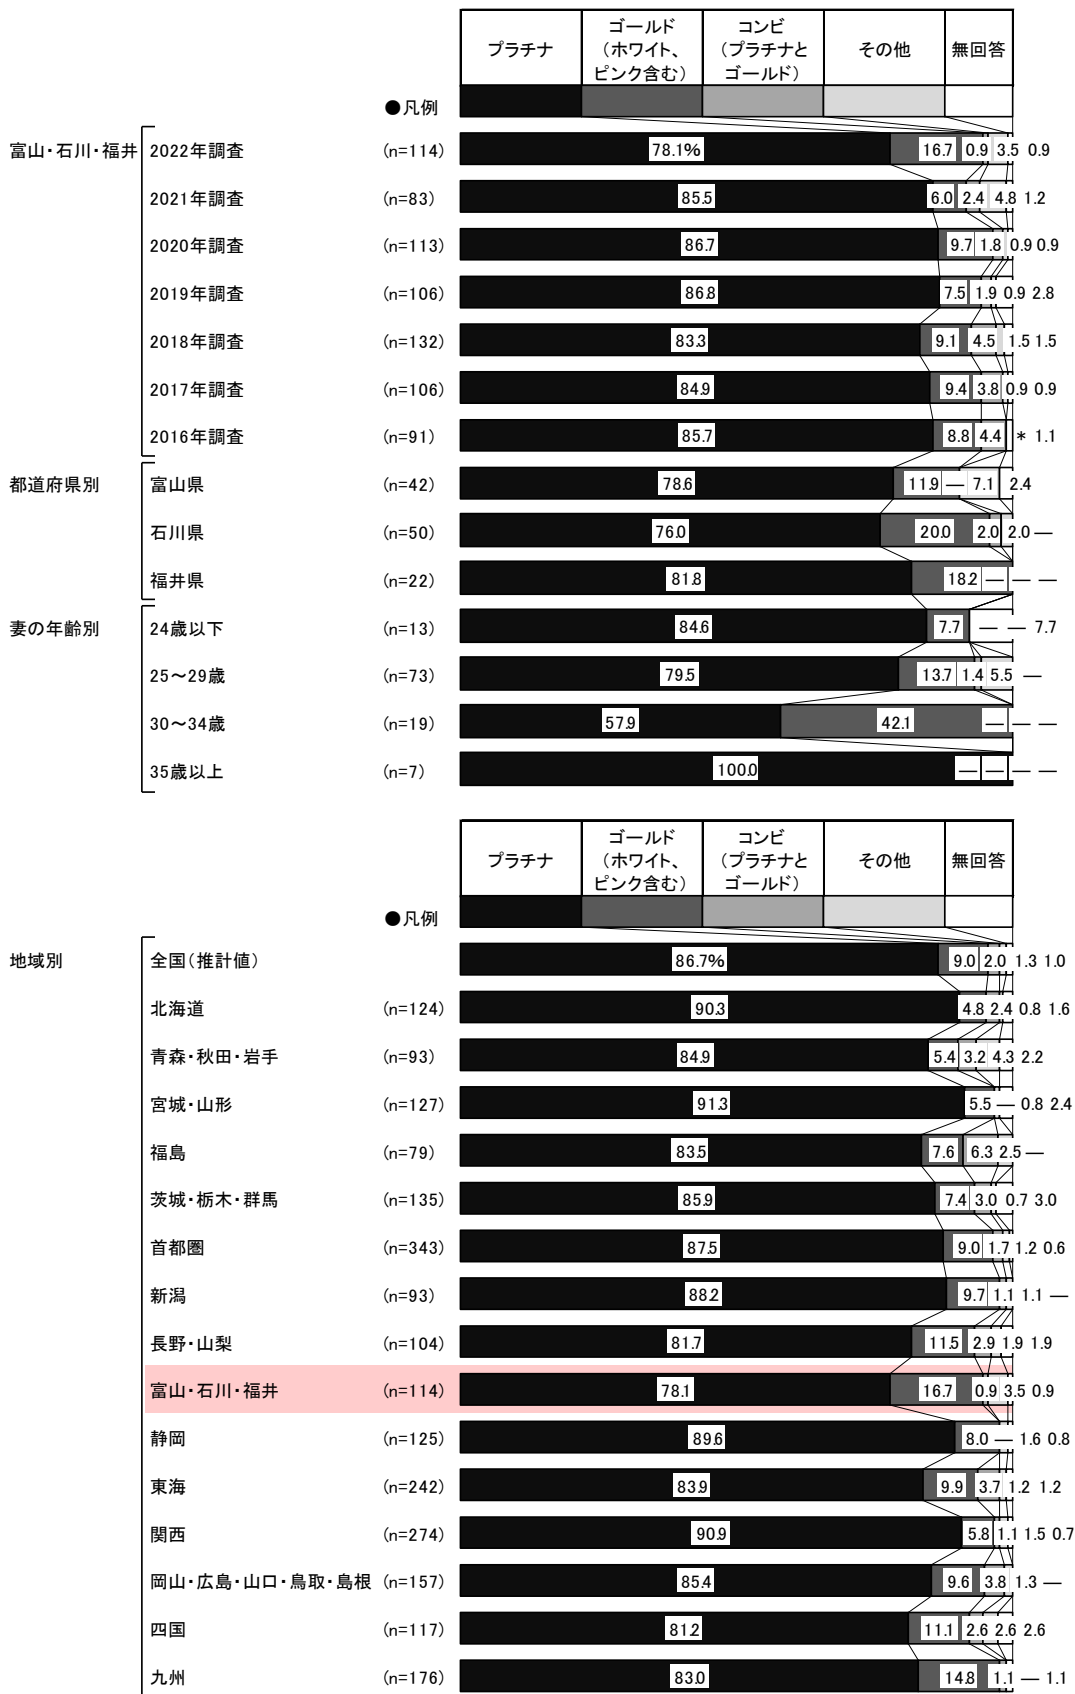 プラチナ ゴールド（ホワイト、ピンク含む） コンビ（プラチナとゴールド） その他 無回答
●凡例
富山・石川・福井 2022年調査 (n=114) 78.1% 16.7 0.9 3.5 0.9
2021年調査 (n=83) 85.5 6.0 2.4 4.8 1.2
2020年調査 (n=113) 86.7 9.7 1.8 0.9 0.9
2019年調査 (n=106) 86.8 7.5 1.9 0.9 2.8
2018年調査 (n=132) 83.3 9.1 4.5 1.5 1.5
2017年調査 (n=106) 84.9 9.4 3.8 0.9 0.9
2016年調査 (n=91) 85.7 8.8 4.4 * 1.1
都道府県別 富山県 (n=42) 78.6 11.9 — 7.1 2.4
石川県 (n=50) 76.0 20.0 2.0 2.0 —
福井県 (n=22) 81.8 18.2 — — —
妻の年齢別 24歳以下 (n=13) 84.6 7.7 — — 7.7
25～29歳 (n=73) 79.5 13.7 1.4 5.5 —
30～34歳 (n=19) 57.9 42.1 — — —
35歳以上 (n=7) 100.0 — — — —
プラチナ ゴールド（ホワイト、ピンク含む） コンビ（プラチナとゴールド） その他 無回答
●凡例
地域別 全国（推計値） 86.7% 9.0 2.0 1.3 1.0
北海道 (n=124) 90.3 4.8 2.4 0.8 1.6
青森・秋田・岩手 (n=93) 84.9 5.4 3.2 4.3 2.2
宮城・山形 (n=127) 91.3 5.5 — 0.8 2.4
福島 (n=79) 83.5 7.6 6.3 2.5 —
茨城・栃木・群馬 (n=135) 85.9 7.4 3.0 0.7 3.0
首都圏 (n=343) 87.5 9.0 1.7 1.2 0.6
新潟 (n=93) 88.2 9.7 1.1 1.1 —
長野・山梨 (n=104) 81.7 11.5 2.9 1.9 1.9
富山・石川・福井 (n=114) 78.1 16.7 0.9 3.5 0.9
静岡 (n=125) 89.6 8.0 — 1.6 0.8
東海 (n=242) 83.9 9.9 3.7 1.2 1.2
関西 (n=274) 90.9 5.8 1.1 1.5 0.7
岡山・広島・山口・鳥取・島根 (n=157) 85.4 9.6 3.8 1.3 —
四国 (n=117) 81.2 11.1 2.6 2.6 2.6
九州 (n=176) 83.0 14.8 1.1 — 1.1